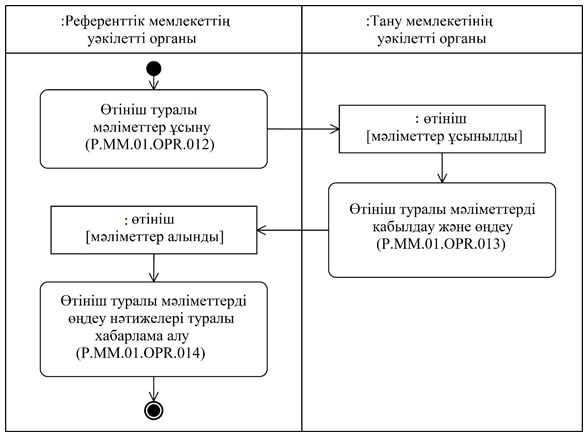 :Референттік мемлекеттің
уәкілетті органы
:Тану мемлекетінің
уәкілетті органы
Өтініш туралы
мәліметтер ұсыну
(P.MM.01.OPR.012)
: өтініш
[мәліметтер ұсынылды]
Өтініш туралы мәліметтерді
қабылдау және өңдеу
(P.MM.01.OPR.013)
: өтініш
[мәліметтер алынды]
Өтініш туралы мәліметтерді
өңдеу нәтижелері туралы
хабарлама алу
(P.MM.01.OPR.014)